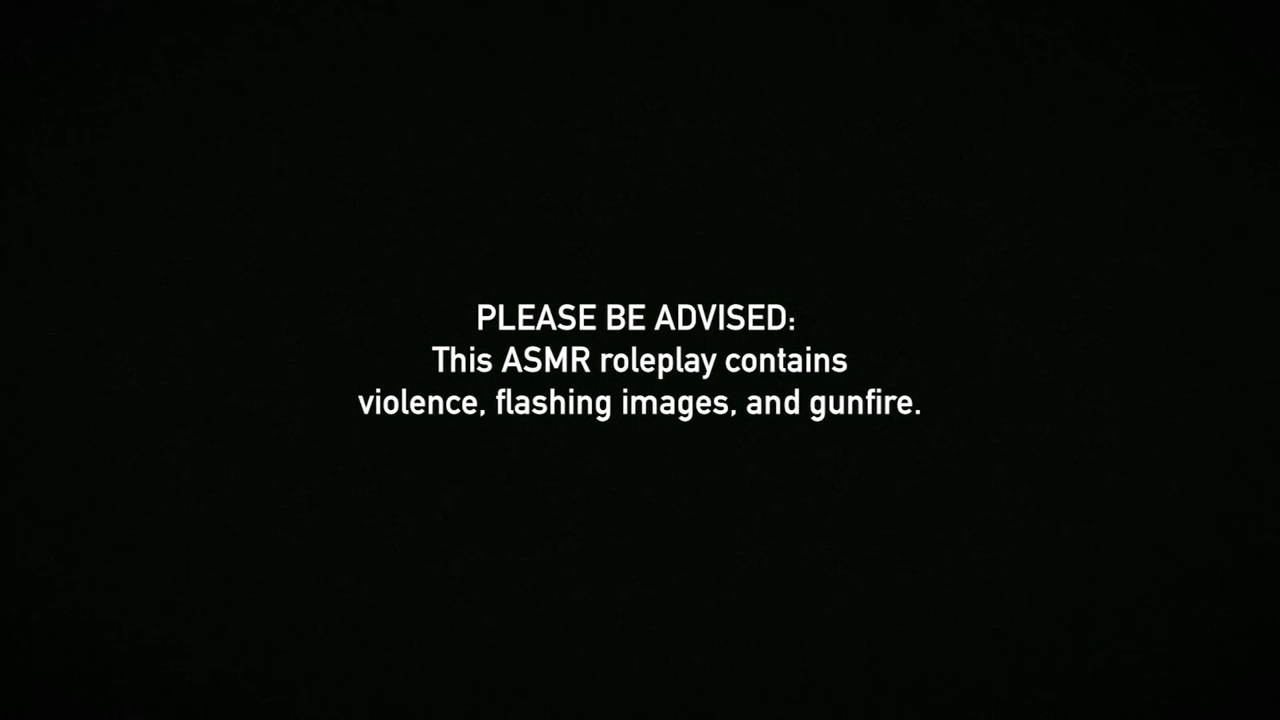 PLEASE BE ADVISED:
This ASMR roleplay contains
violence, flashing images, and gunfire.